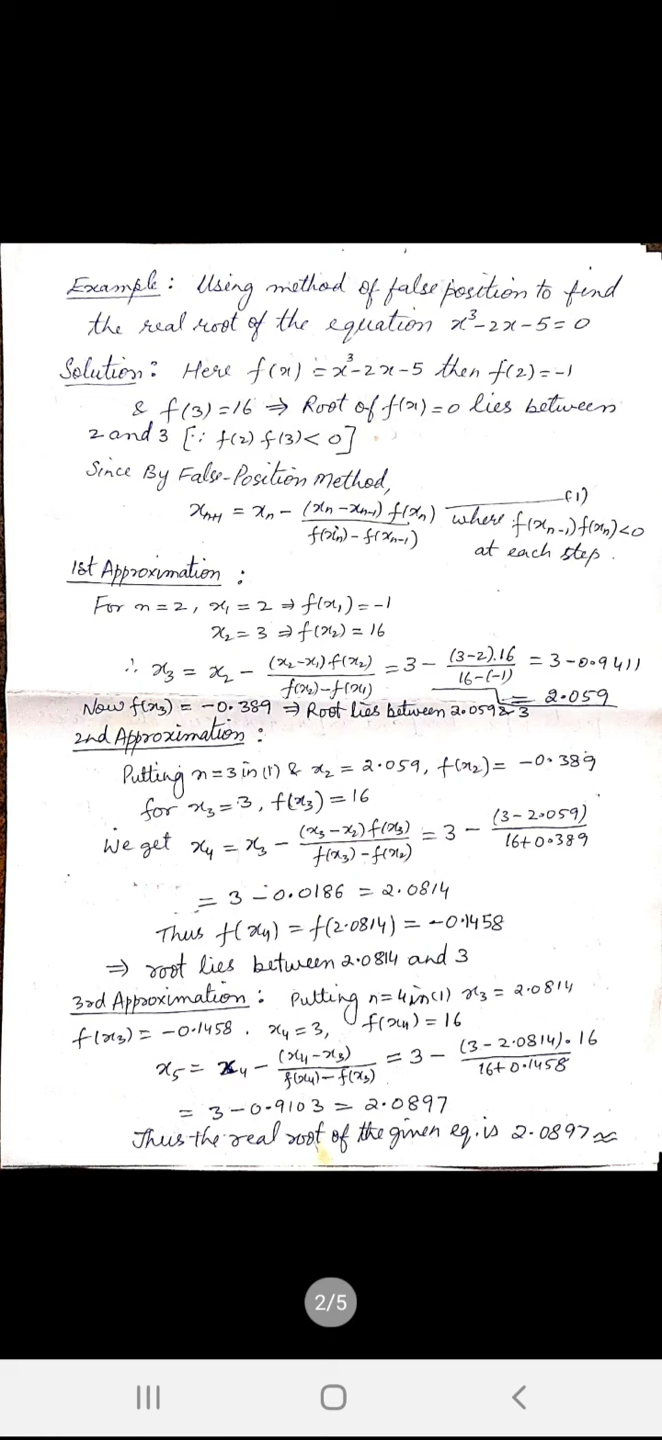 Example: Using method of false position to find
the real root of the equation x³-2x-5=0
Solution: Here f(x) = x³-2x-5 then f(2)=-1
& f(3)=16 ⇒ Root of f(x)=0 lies between
2 and 3 [∵ f(2) f(3)<0]
Since By False-Position Method,
xₙ₊₁ = xₙ - (xₙ-xₙ₋₁) f(xₙ) / f(xₙ) - f(xₙ₋₁) ——(1) where f(xₙ₋₁)f(xₙ)<0
at each step.
1st Approximation :
For n=2, x₁=2 ⇒ f(x₁)=-1
x₂=3 ⇒ f(x₂)=16
∴ x₃ = x₂ - (x₂-x₁)f(x₂) / f(x₂)-f(x₁) = 3 - (3-2).16 / 16-(-1) = 3-0.9411
= 2.059
Now f(x₃) = -0.389 ⇒ Root lies between 2.059 & 3
2nd Approximation :
Putting n=3 in (1) & x₂ = 2.059, f(x₂) = -0.389
for x₃=3, f(x₃)=16
We get x₄ = x₃ - (x₃-x₂)f(x₃) / f(x₃)-f(x₂) = 3 - (3-2.059) / 16+0.389
= 3-0.0186 = 2.0814
Thus f(x₄) = f(2.0814) = -0.1458
⇒ root lies between 2.0814 and 3
3rd Approximation : Putting n=4 in (1) x₃ = 2.0814
f(x₃) = -0.1458. x₄=3, f(x₄)=16
x₅ = x₄ - (x₄-x₃) / f(x₄)-f(x₃) = 3 - (3-2.0814).16 / 16+0.1458
= 3-0.9103 = 2.0897
Thus the real root of the given eq. is 2.0897 ≈
2/5